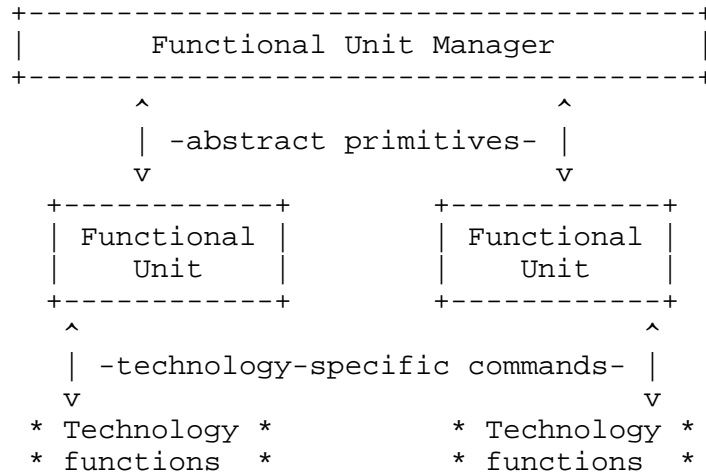 +---------------------------------------+
|        Functional Unit Manager        |
+---------------------------------------+
       ^                       ^
       | -abstract primitives- |
       v                       v
  +------------+        +------------+
  | Functional |        | Functional |
  |    Unit    |        |    Unit    |
  +------------+        +------------+
   ^                                ^
   | -technology-specific commands- |
   v                                v
 * Technology *          * Technology *
 * functions  *          * functions  *